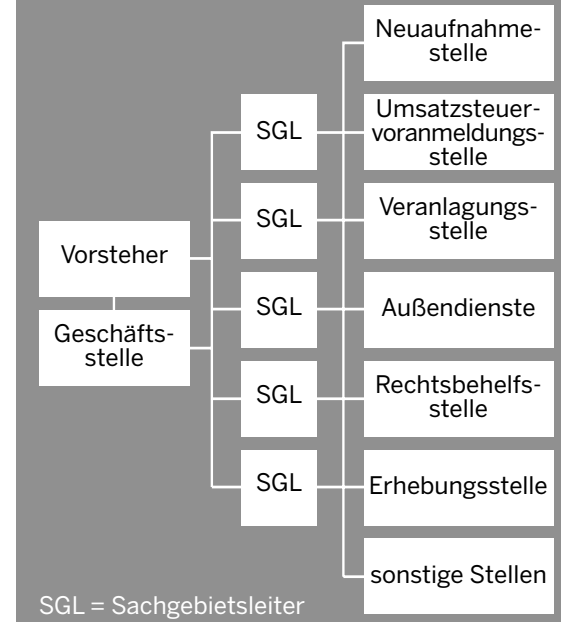 Vorsteher
Geschäfts-
stelle
SGL
SGL
SGL
SGL
SGL
Neuaufnahme-
stelle
Umsatzsteuer-
voranmeldungs-
stelle
Veranlagungs-
stelle
Außendienste
Rechtsbehelfs-
stelle
Erhebungsstelle
sonstige Stellen
SGL = Sachgebietsleiter